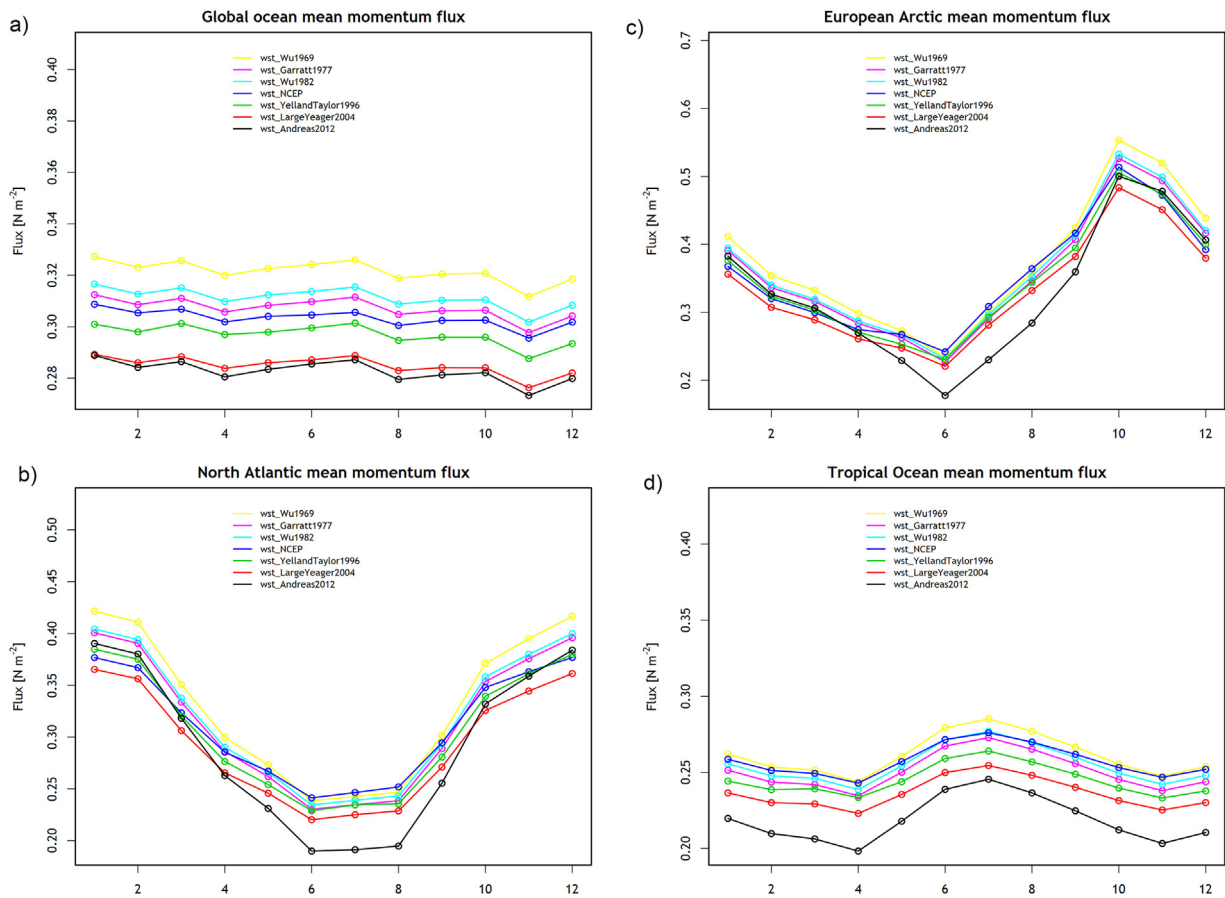 a)
Global ocean mean momentum flux
Flux [N m-2]
0.40
0.38
0.36
0.34
0.32
0.30
0.28
wst_Wu1969
wst_Garratt1977
wst_Wu1982
wst_NCEP
wst_YellandTaylor1996
wst_LargeYeager2004
wst_Andreas2012
2 4 6 8 10 12
c)
European Arctic mean momentum flux
Flux [N m-2]
0.7
0.6
0.5
0.4
0.3
0.2
wst_Wu1969
wst_Garratt1977
wst_Wu1982
wst_NCEP
wst_YellandTaylor1996
wst_LargeYeager2004
wst_Andreas2012
2 4 6 8 10 12
b)
North Atlantic mean momentum flux
Flux [N m-2]
0.50
0.45
0.40
0.35
0.30
0.25
0.20
wst_Wu1969
wst_Garratt1977
wst_Wu1982
wst_NCEP
wst_YellandTaylor1996
wst_LargeYeager2004
wst_Andreas2012
2 4 6 8 10 12
d)
Tropical Ocean mean momentum flux
Flux [N m-2]
0.40
0.35
0.30
0.25
0.20
wst_Wu1969
wst_Garratt1977
wst_Wu1982
wst_NCEP
wst_YellandTaylor1996
wst_LargeYeager2004
wst_Andreas2012
2 4 6 8 10 12